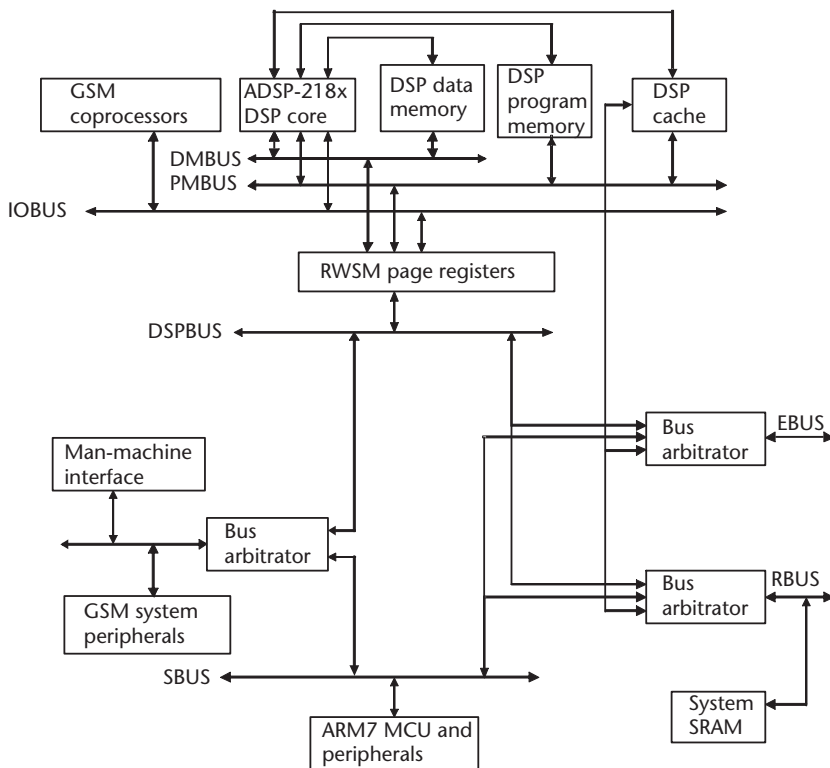 GSM
coprocessors
ADSP-218x
DSP core
DSP data
memory
DSP
program
memory
DSP
cache
DMBUS
PMBUS
IOBUS
RWSM page registers
DSPBUS
Bus
arbitrator
EBUS
Man-machine
interface
Bus
arbitrator
GSM system
peripherals
Bus
arbitrator
RBUS
SBUS
System
SRAM
ARM7 MCU and
peripherals